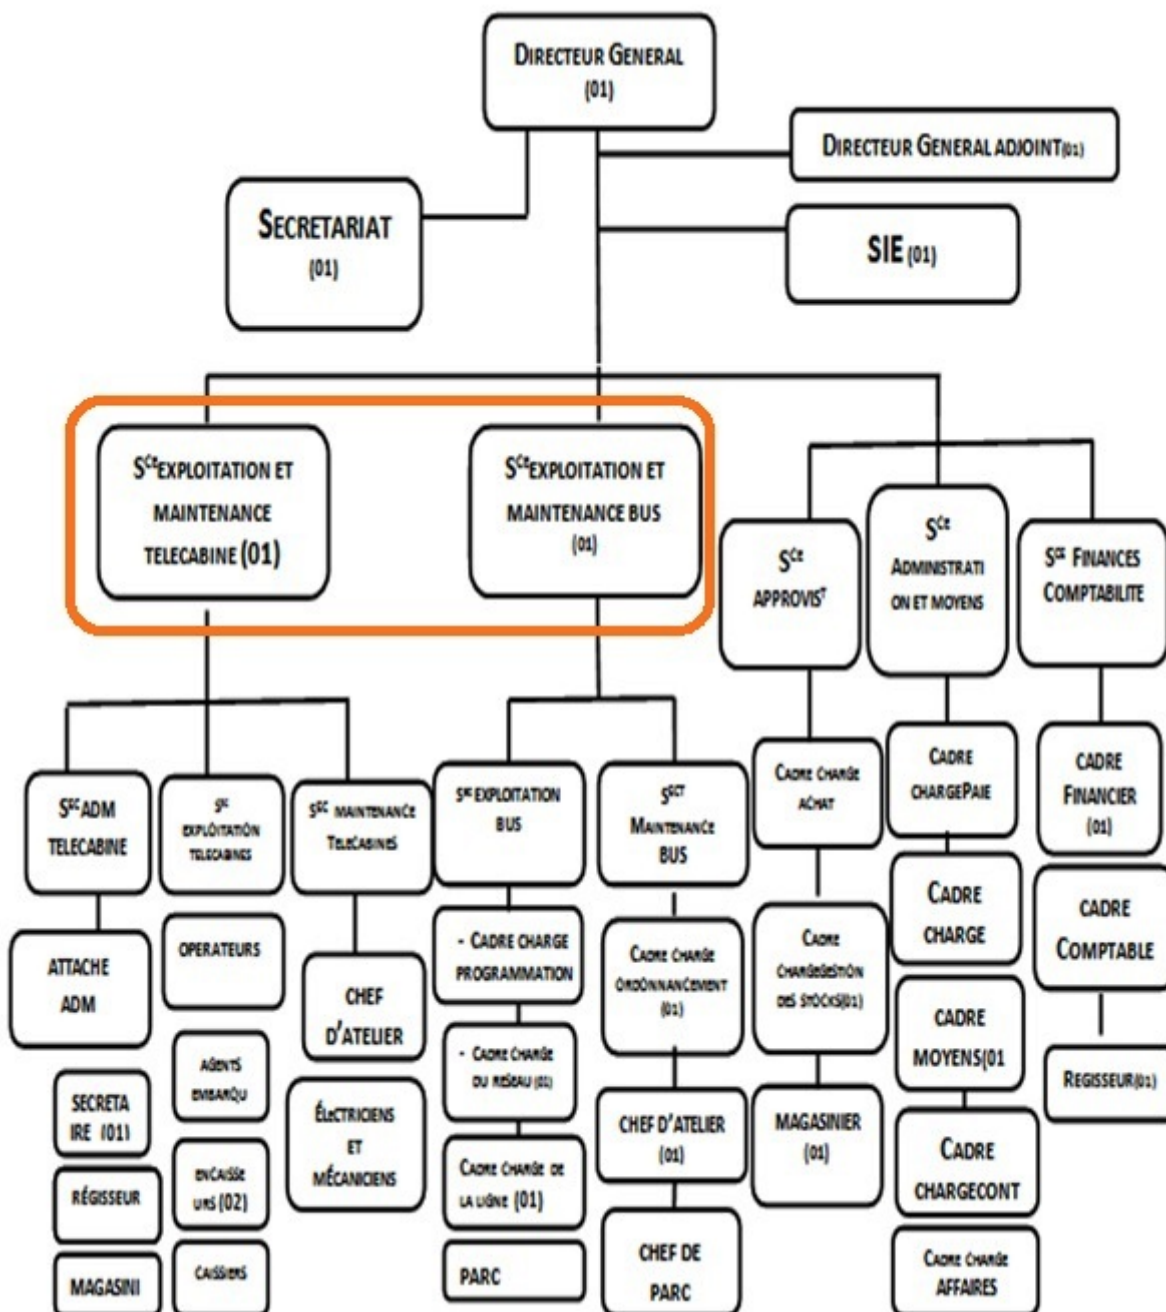 DIRECTEUR GENERAL
(01)
DIRECTEUR GENERAL ADJOINT(01)
SECRETARIAT
(01)
SIE (01)
SCe EXPLOITATION ET
MAINTENANCE
TELECABINE (01)
SCe EXPLOITATION ET
MAINTENANCE BUS
(01)
SCe
APPROVIST
SCe
ADMINISTRATI
ON ET MOYENS
SCE FINANCES
COMPTABILITE
SEC ADM
TELECABINE
SEC
EXPLOITATION
TELECABINES
SEC MAINTENANCE
TELECABINES
SEC EXPLOITATION
BUS
SECT
MAINTENANCE
BUS
CADRE CHARGE
ACHAT
CADRE
CHARGEPAIE
CADRE
FINANCIER
(01)
ATTACHE
ADM
OPERATEURS
CHEF
D'ATELIER
- CADRE CHARGE
PROGRAMMATION
CADRE CHARGE
ORDONNANCEMENT
(01)
CADRE
CHARGEGESTION
DES STOCKS(01)
CADRE
CHARGE
CADRE
COMPTABLE
SECRETA
IRE (01)
AGENTS
EMBARQU
ÉLECTRICIENS
ET
MÉCANICIENS
- CADRE CHARGE
DU RESEAU (01)
CHEF D'ATELIER
(01)
MAGASINIER
(01)
CADRE
MOYENS(01
REGISSEUR(01)
RÉGISSEUR
ENCAISSE
URS (02)
CADRE CHARGE DE
LA LIGNE (01)
CHEF DE
PARC
CADRE
CHARGECONT
MAGASINI
CAISSIERS
PARC
CADRE CHARGE
AFFAIRES